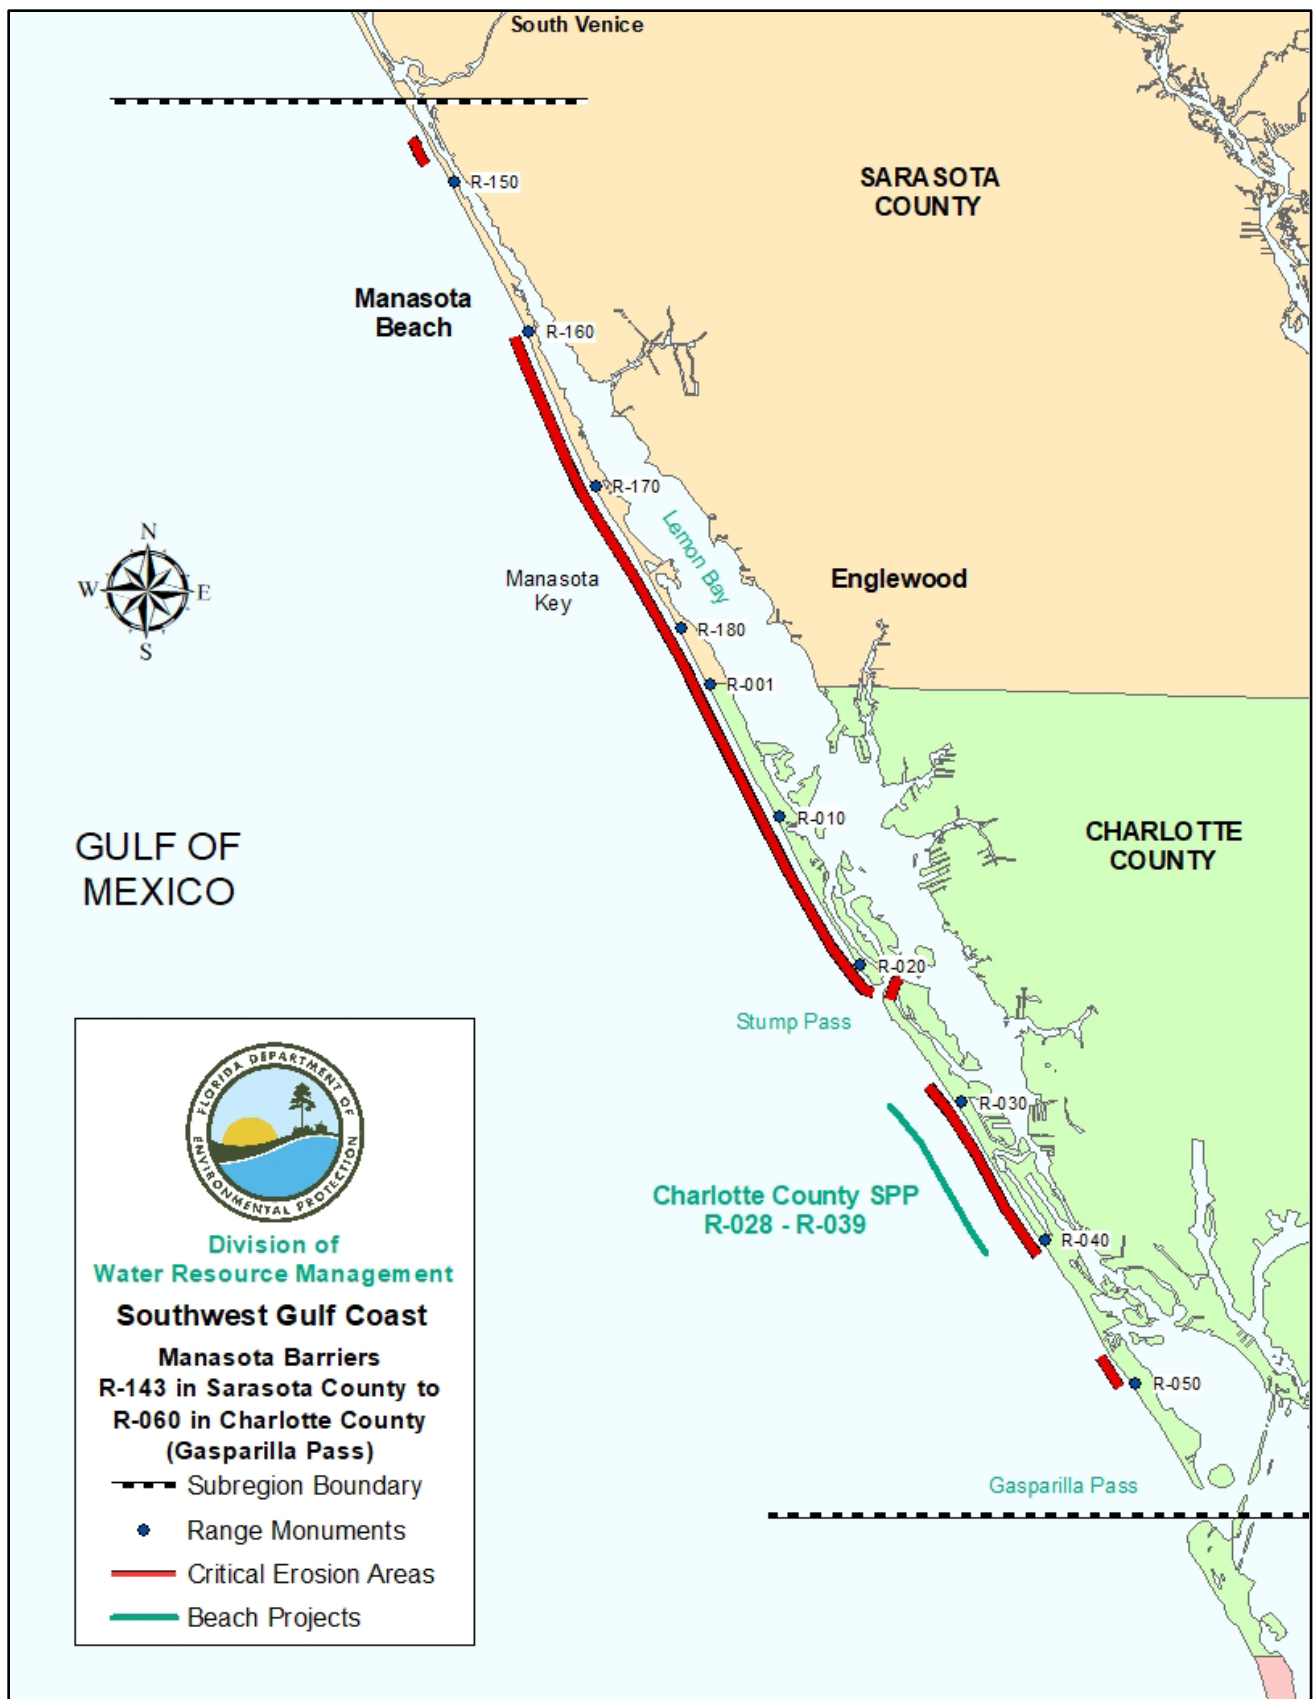 South Venice
SARASOTA
COUNTY
R-150
Manasota
Beach
R-160
R-170
Lemon Bay
N
W
E
S
Manasota
Key
Englewood
R-180
R-001
R-010
GULF OF
MEXICO
CHARLOTTE
COUNTY
R-020
Stump Pass
R-030
Charlotte County SPP
R-028 - R-039
R-040
R-050
Gasparilla Pass
FLORIDA DEPARTMENT OF
ENVIRONMENTAL PROTECTION
Division of
Water Resource Management
Southwest Gulf Coast
Manasota Barriers
R-143 in Sarasota County to
R-060 in Charlotte County
(Gasparilla Pass)
Subregion Boundary
Range Monuments
Critical Erosion Areas
Beach Projects